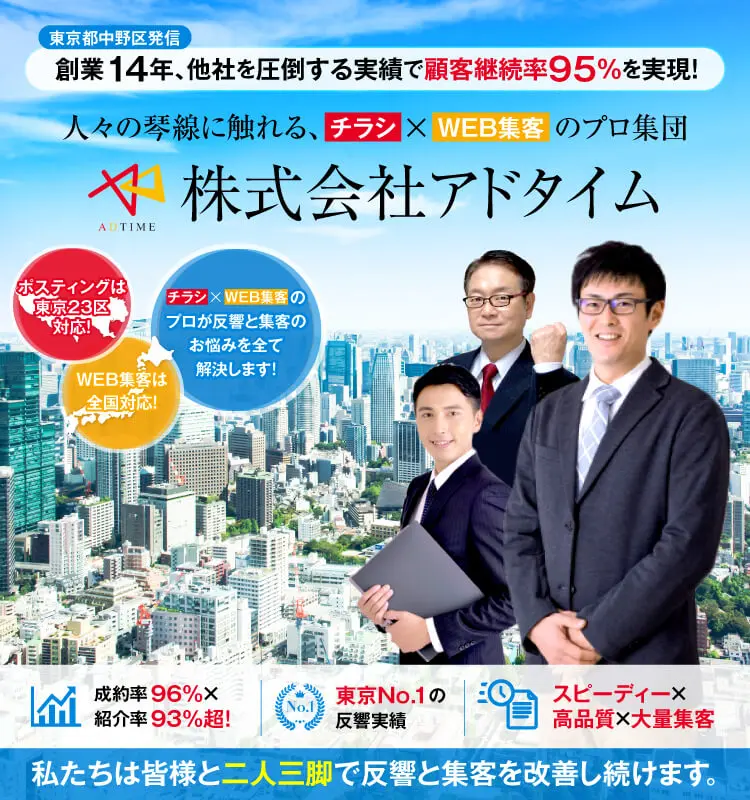 東京都中野区発信
創業14年、他社を圧倒する実績で顧客継続率95%を実現!
人々の琴線に触れる、チラシ×WEB集客のプロ集団
株式会社アドタイム
ADTIME
ポスティングは
東京23区
対応!
チラシ×WEB集客の
プロが反響と集客の
お悩みを全て
解決します!
WEB集客は
全国対応!
成約率96%×
紹介率93%超!
No.1
東京No.1の
反響実績
スピーディー×
高品質×大量集客
私たちは皆様と二人三脚で反響と集客を改善し続けます。